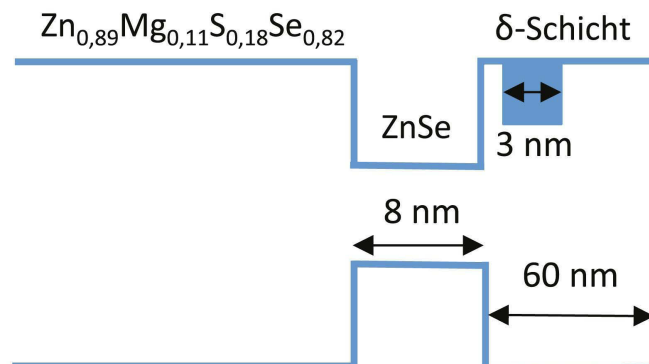 Zn₀,₈₉Mg₀,₁₁S₀,₁₈Se₀,₈₂
δ-Schicht
ZnSe
3 nm
8 nm
60 nm